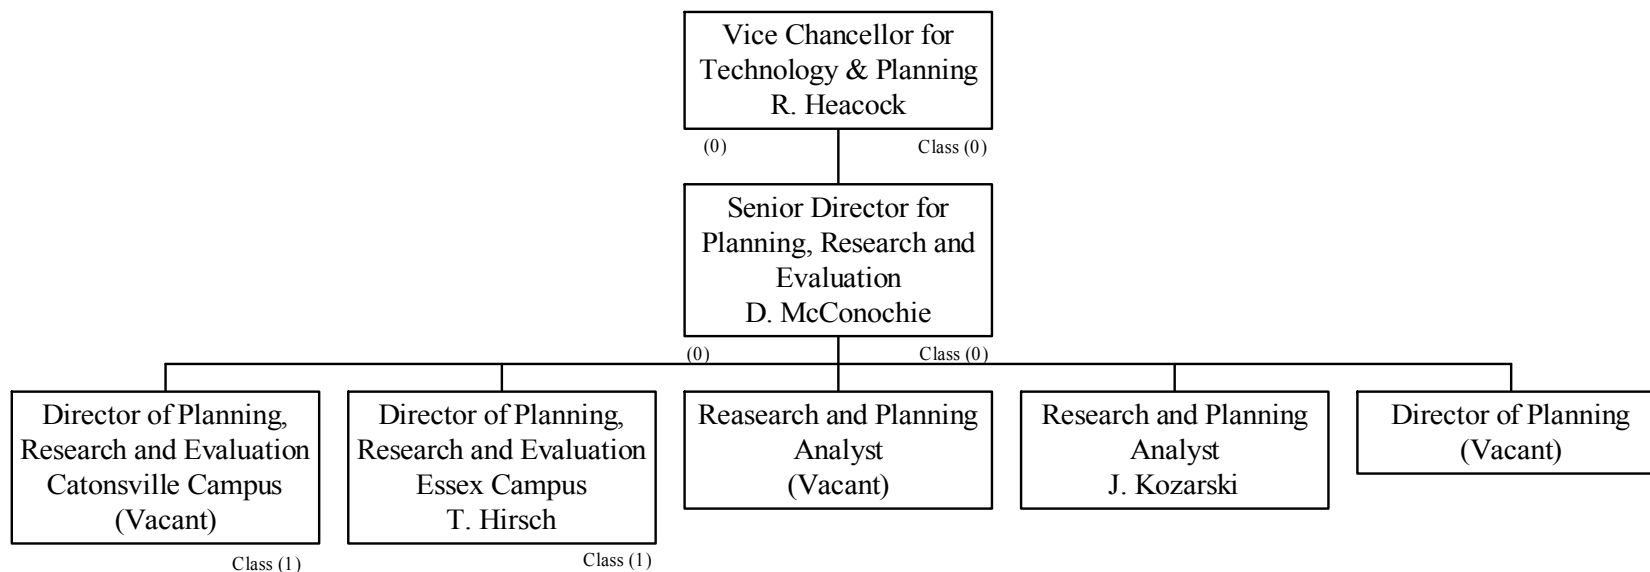 Vice Chancellor for
Technology & Planning
R. Heacock
(0)
Class (0)
Senior Director for
Planning, Research and
Evaluation
D. McConochie
(0)
Class (0)
Director of Planning,
Research and Evaluation
Catonsville Campus
(Vacant)
Class (1)
Director of Planning,
Research and Evaluation
Essex Campus
T. Hirsch
Class (1)
Reasearch and Planning
Analyst
(Vacant)
Research and Planning
Analyst
J. Kozarski
Director of Planning
(Vacant)